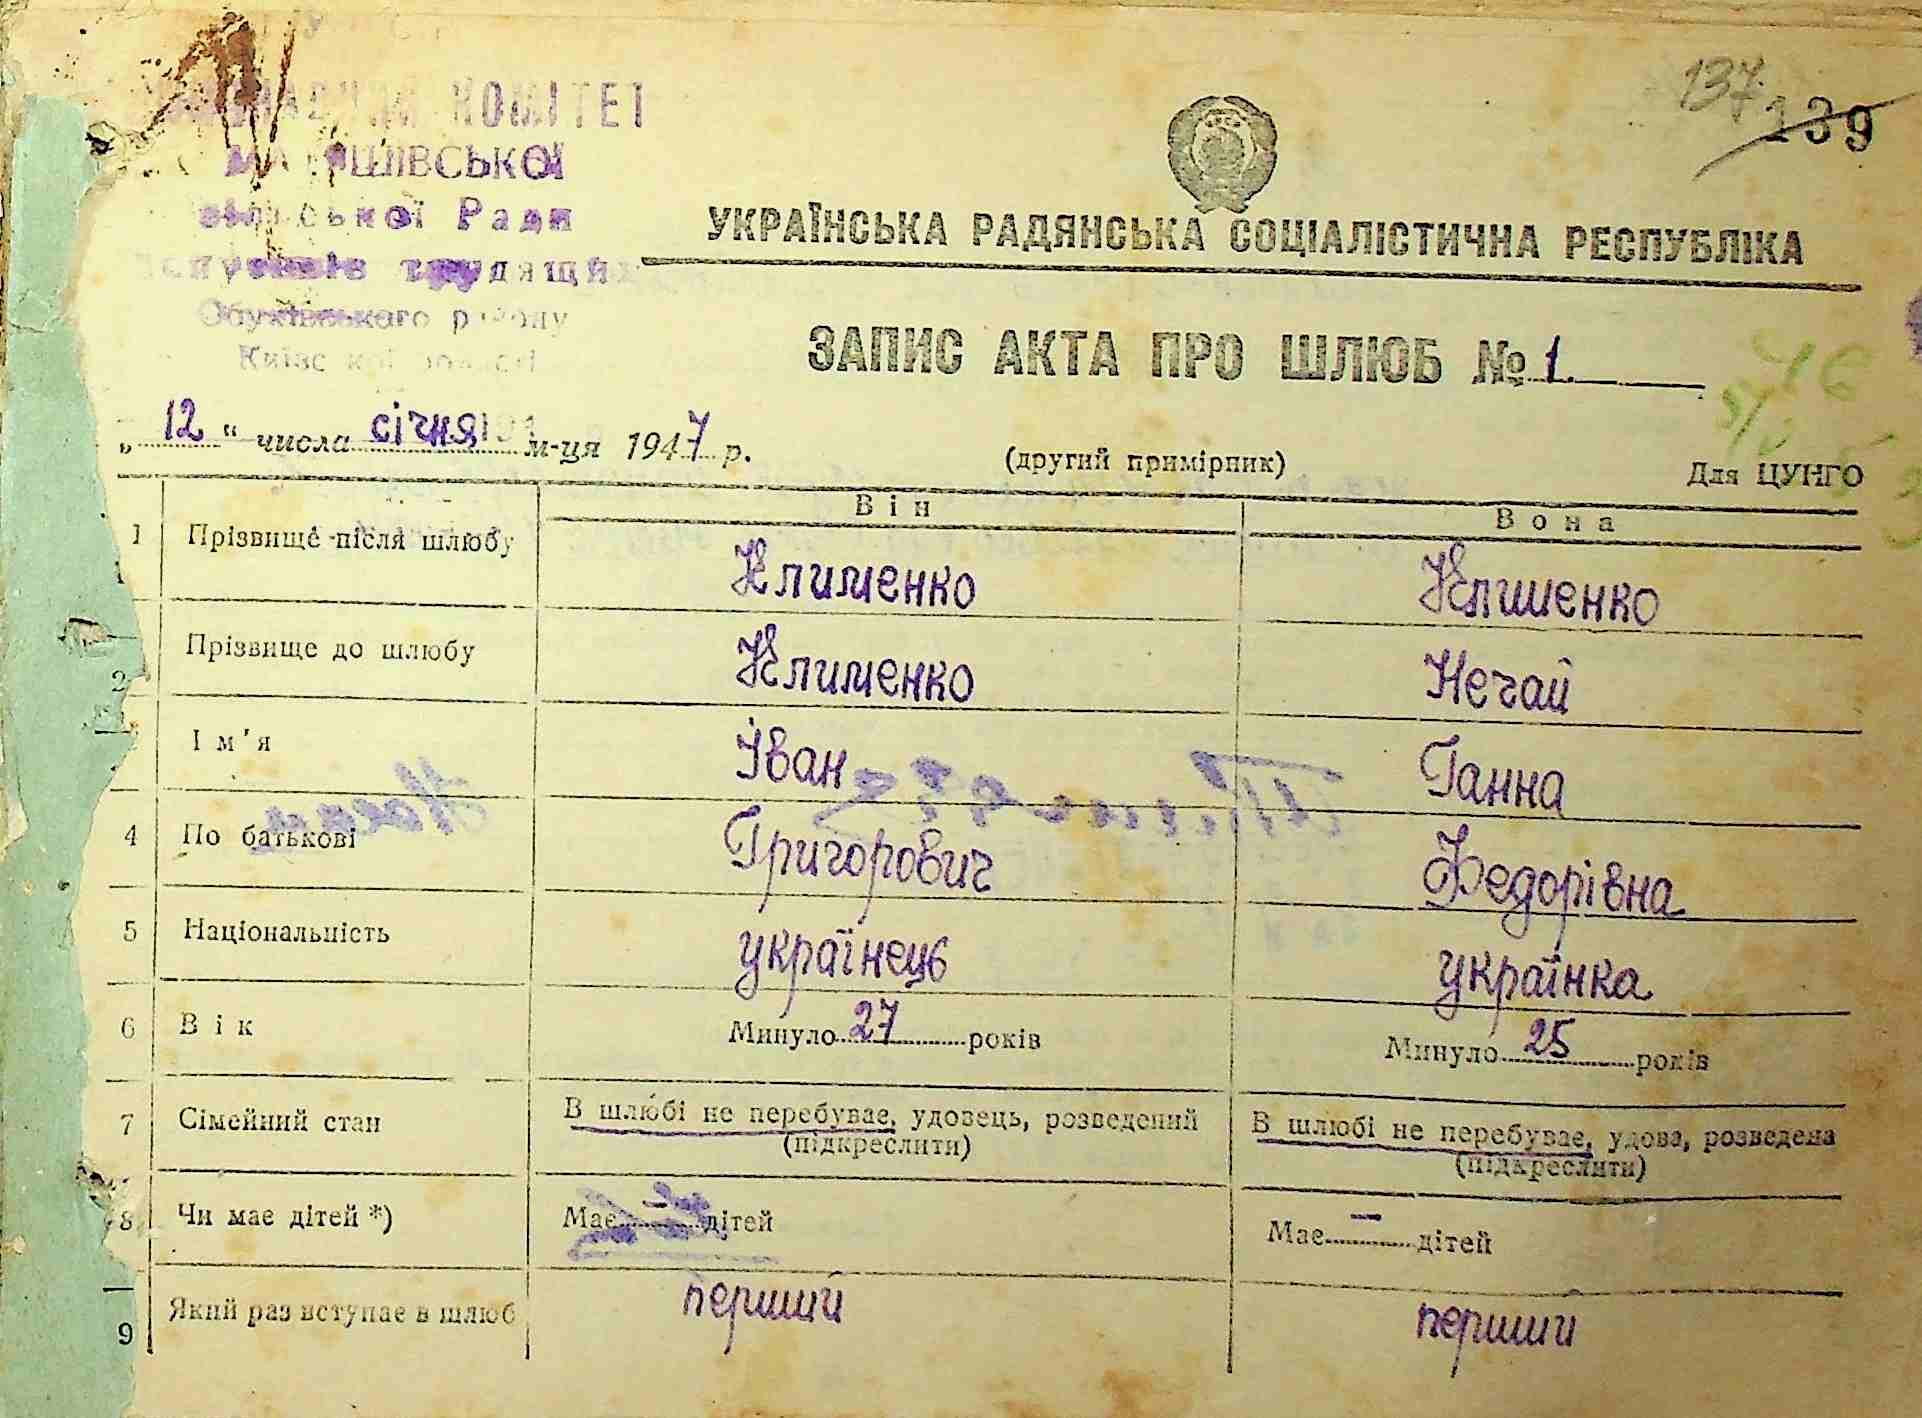 КОМІТЕТ
Ради
трудящих
Обухівського району
137
139
УКРАЇНСЬКА РАДЯНСЬКА СОЦІАЛІСТИЧНА РЕСПУБЛІКА
ЗАПИС АКТА ПРО ШЛЮБ № 1
„12“ числа січня м-ця 1947 р.
(другий примірник)
Для ЦУНГО
Він Вона
1 Прізвище після шлюбу Клименко Клименко
2 Прізвище до шлюбу Клименко Нечай
Ім'я Іван Ганна
4 По батькові Григорович Федорівна
5 Національність українець українка
6 Вік Минуло 27 років Минуло 25 років
7 Сімейний стан В шлюбі не перебуває, удовець, розведений В шлюбі не перебуває, удова, розведена
(підкреслити) (підкреслити)
8 Чи має дітей *) Має — дітей Має — дітей
9 Який раз вступає в шлюб перший перший